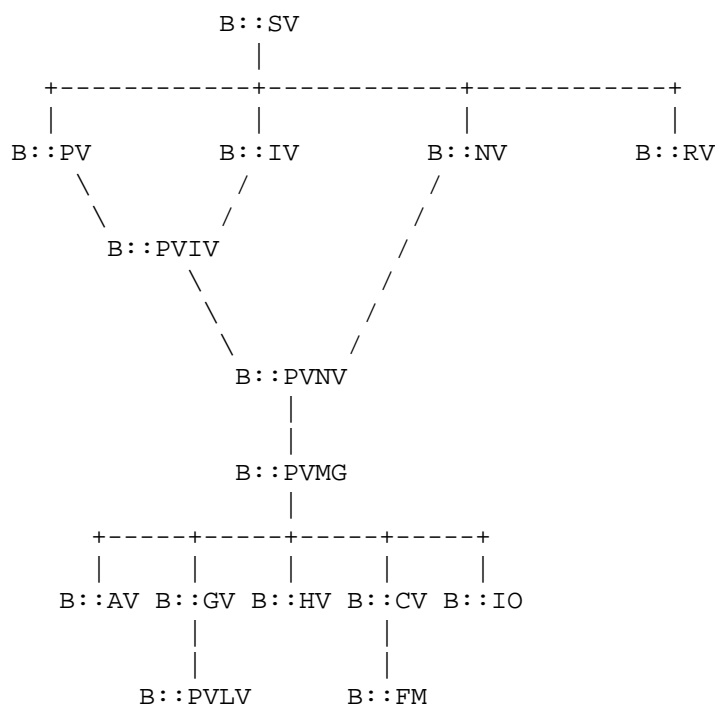 B::SV
B::PV B::IV B::NV B::RV
B::PVIV
B::PVNV
B::PVMG
B::AV B::GV B::HV B::CV B::IO
B::PVLV B::FM